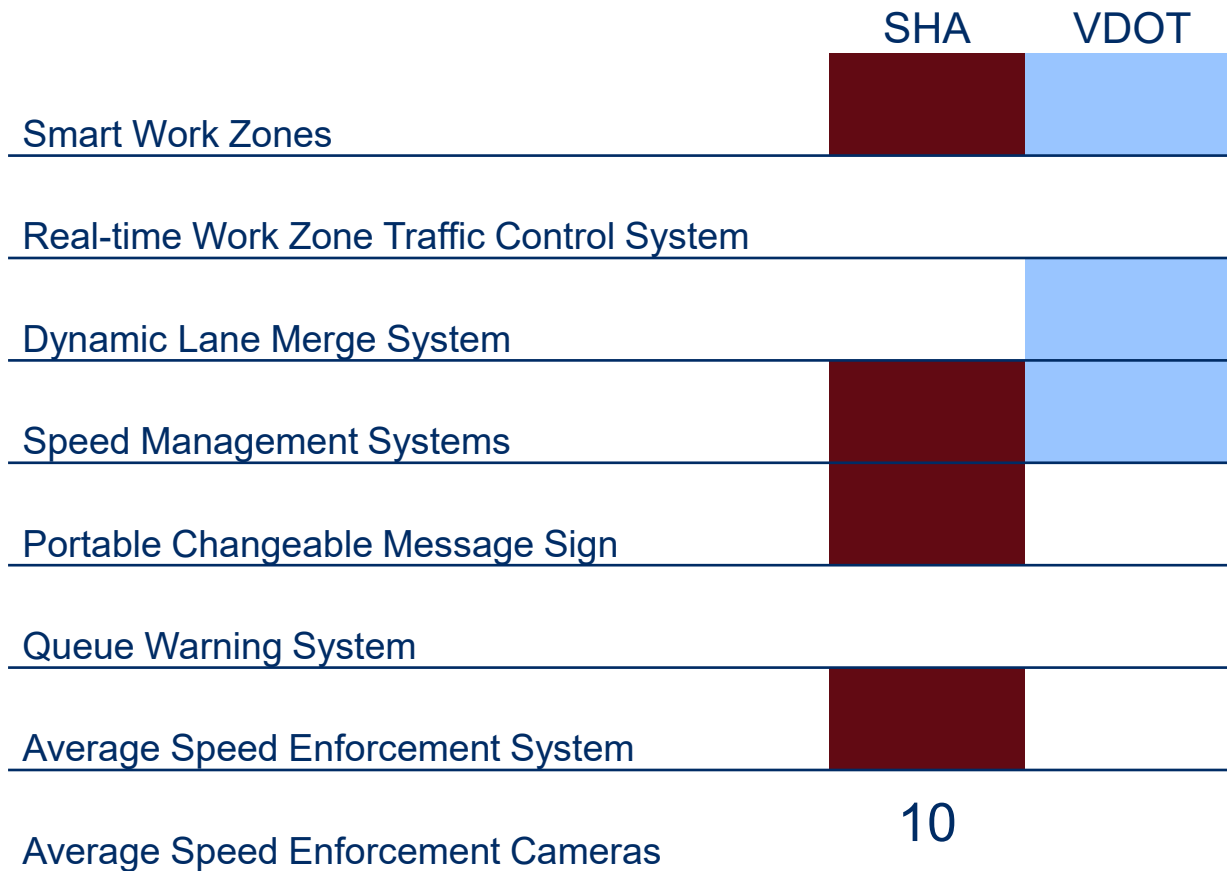 SHA VDOT
Smart Work Zones
Real-time Work Zone Traffic Control System
Dynamic Lane Merge System
Speed Management Systems
Portable Changeable Message Sign
Queue Warning System
Average Speed Enforcement System
10
Average Speed Enforcement Cameras